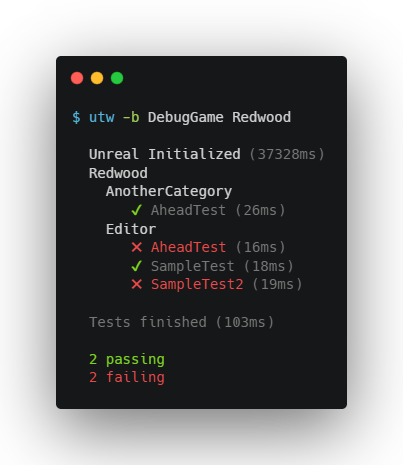 $ utw -b DebugGame Redwood
Unreal Initialized (37328ms)
Redwood
AnotherCategory
✓ AheadTest (26ms)
Editor
✕ AheadTest (16ms)
✓ SampleTest (18ms)
✕ SampleTest2 (19ms)
Tests finished (103ms)
2 passing
2 failing